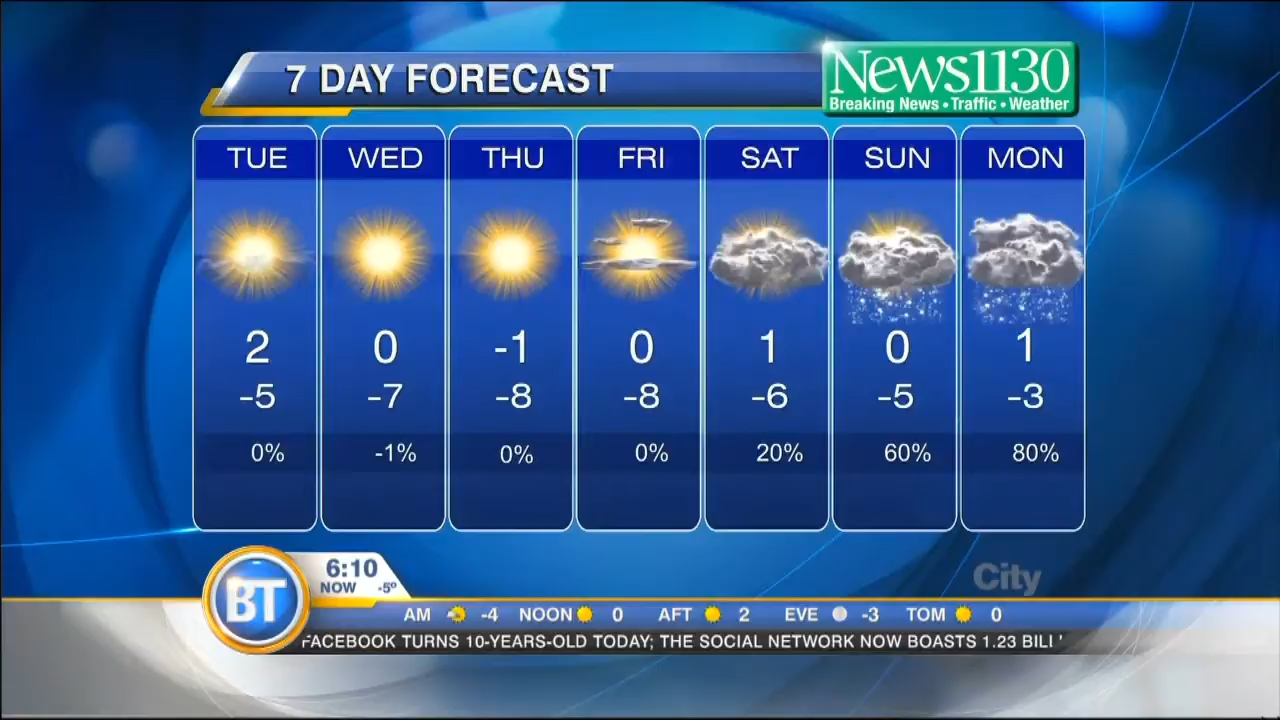 7 DAY FORECAST
News1130
Breaking News • Traffic • Weather
TUE WED THU FRI SAT SUN MON
2 0 -1 0 1 0 1
-5 -7 -8 -8 -6 -5 -3
0% -1% 0% 0% 20% 60% 80%
City
BT
6:10
NOW -5°
AM -4 NOON 0 AFT 2 EVE -3 TOM 0
FACEBOOK TURNS 10-YEARS-OLD TODAY; THE SOCIAL NETWORK NOW BOASTS 1.23 BILL